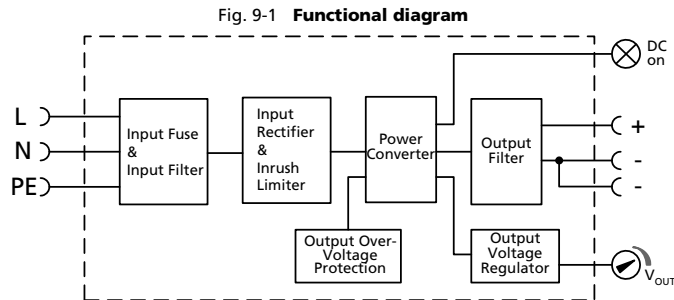 Fig. 9-1 Functional diagram
DC
on
L
N
PE
Input Fuse
&
Input Filter
Input
Rectifier
&
Inrush
Limiter
Power
Converter
Output
Filter
+
-
-
Output Over-
Voltage
Protection
Output
Voltage
Regulator
VOUT